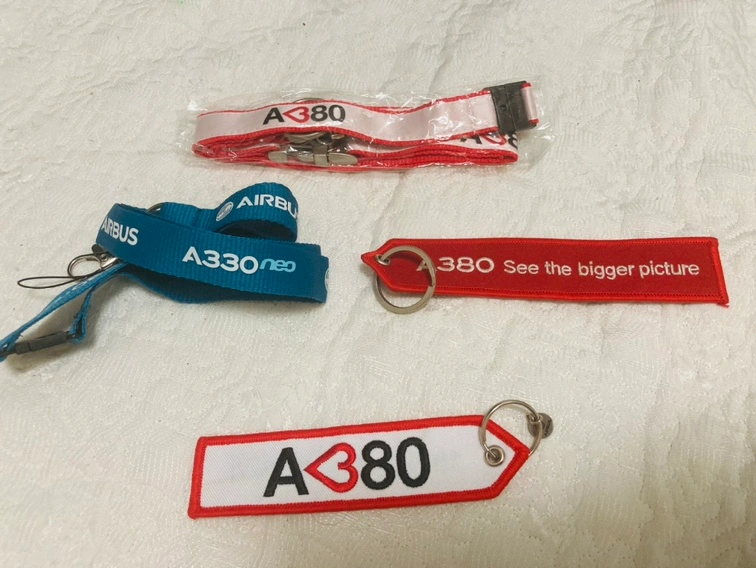 A380
AIRBUS
AIRBUS
A330neo
A380 See the bigger picture
A380